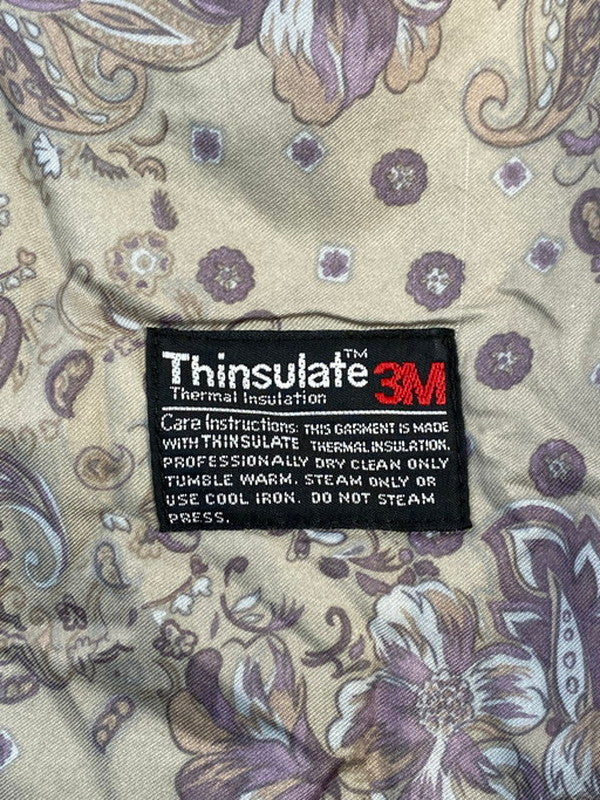 Thinsulate™ 3M
Thermal Insulation
Care Instructions: THIS GARMENT IS MADE
WITH THINSULATE THERMAL INSULATION.
PROFESSIONALLY DRY CLEAN ONLY
TUMBLE WARM. STEAM ONLY OR
USE COOL IRON. DO NOT STEAM
PRESS.